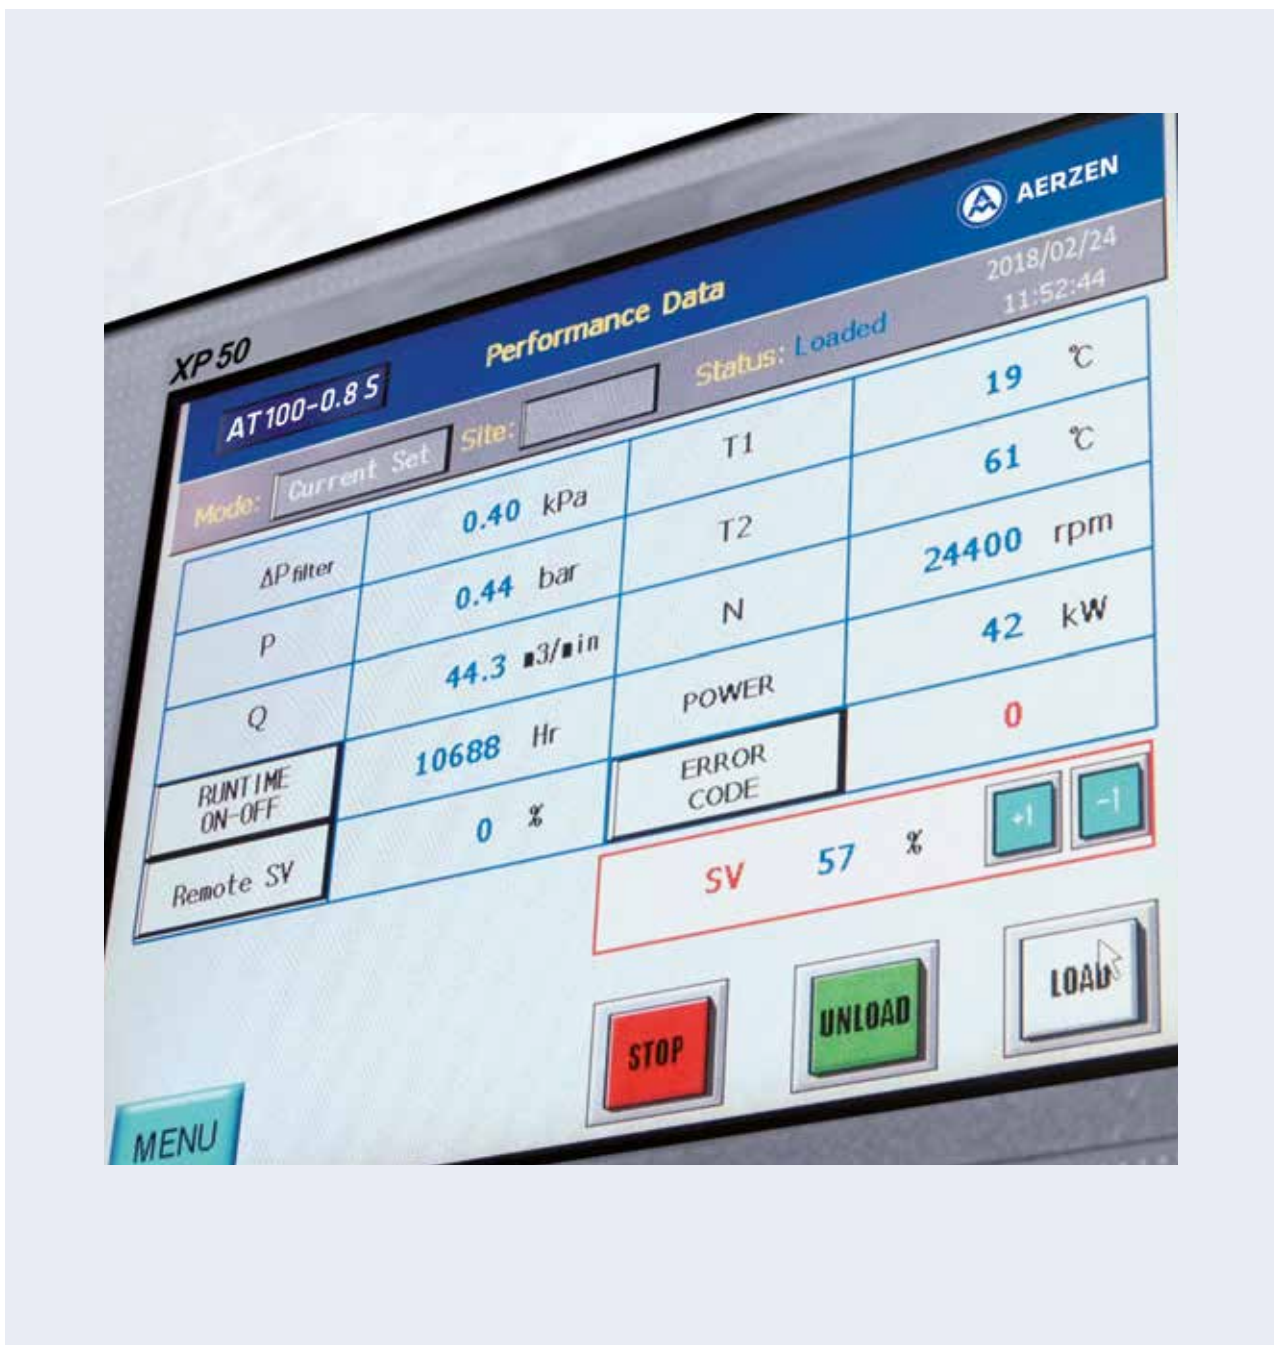 AERZEN
XP 50
AT100-0.8 S
Performance Data
2018/02/24
11:52:44
Mode: Current Set Site: Status: Loaded
ΔP filter 0.40 kPa T1 19 °C
P 0.44 bar T2 61 °C
Q 44.3 ■3/■in N 24400 rpm
RUNTIME
ON-OFF 10688 Hr POWER 42 kW
Remote SV 0 % ERROR
CODE 0
SV 57 % +1 -1
STOP UNLOAD LOAD
MENU